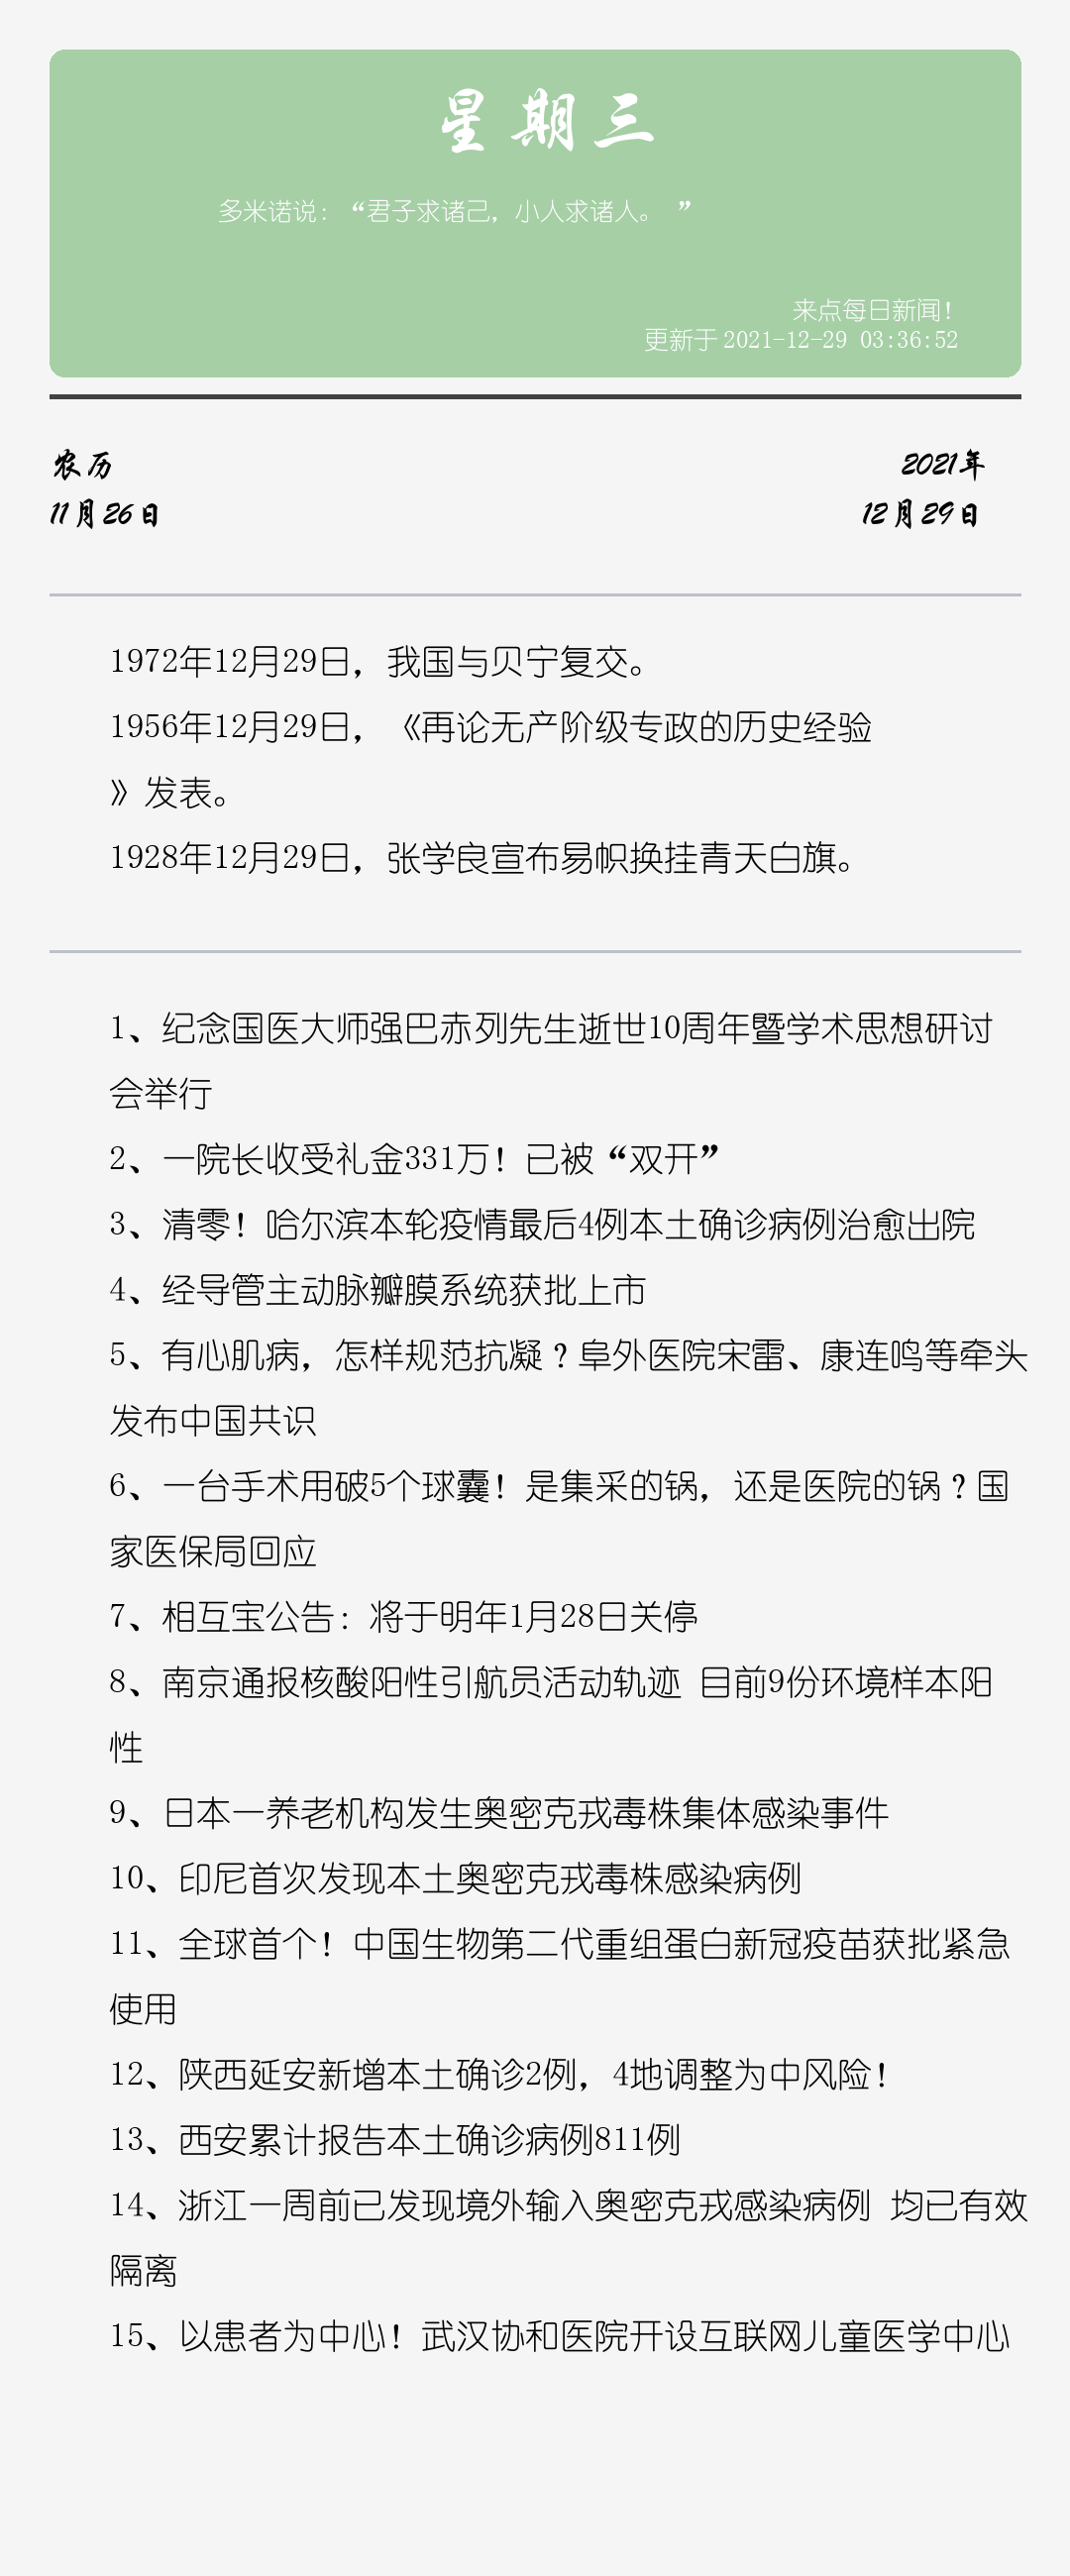 星期三
多米诺说：“君子求诸己，小人求诸人。 ”
来点每日新闻！
更新于 2021-12-29 03:36:52
农历
2021年
11月26日
12月29日
1972年12月29日，我国与贝宁复交。
1956年12月29日，《再论无产阶级专政的历史经验
》发表。
1928年12月29日，张学良宣布易帜换挂青天白旗。
1、纪念国医大师强巴赤列先生逝世10周年暨学术思想研讨
会举行
2、一院长收受礼金331万！已被“双开”
3、清零！哈尔滨本轮疫情最后4例本土确诊病例治愈出院
4、经导管主动脉瓣膜系统获批上市
5、有心肌病，怎样规范抗凝？阜外医院宋雷、康连鸣等牵头
发布中国共识
6、一台手术用破5个球囊！是集采的锅，还是医院的锅？国
家医保局回应
7、相互宝公告：将于明年1月28日关停
8、南京通报核酸阳性引航员活动轨迹 目前9份环境样本阳
性
9、日本一养老机构发生奥密克戎毒株集体感染事件
10、印尼首次发现本土奥密克戎毒株感染病例
11、全球首个！中国生物第二代重组蛋白新冠疫苗获批紧急
使用
12、陕西延安新增本土确诊2例，4地调整为中风险！
13、西安累计报告本土确诊病例811例
14、浙江一周前已发现境外输入奥密克戎感染病例 均已有效
隔离
15、以患者为中心！武汉协和医院开设互联网儿童医学中心